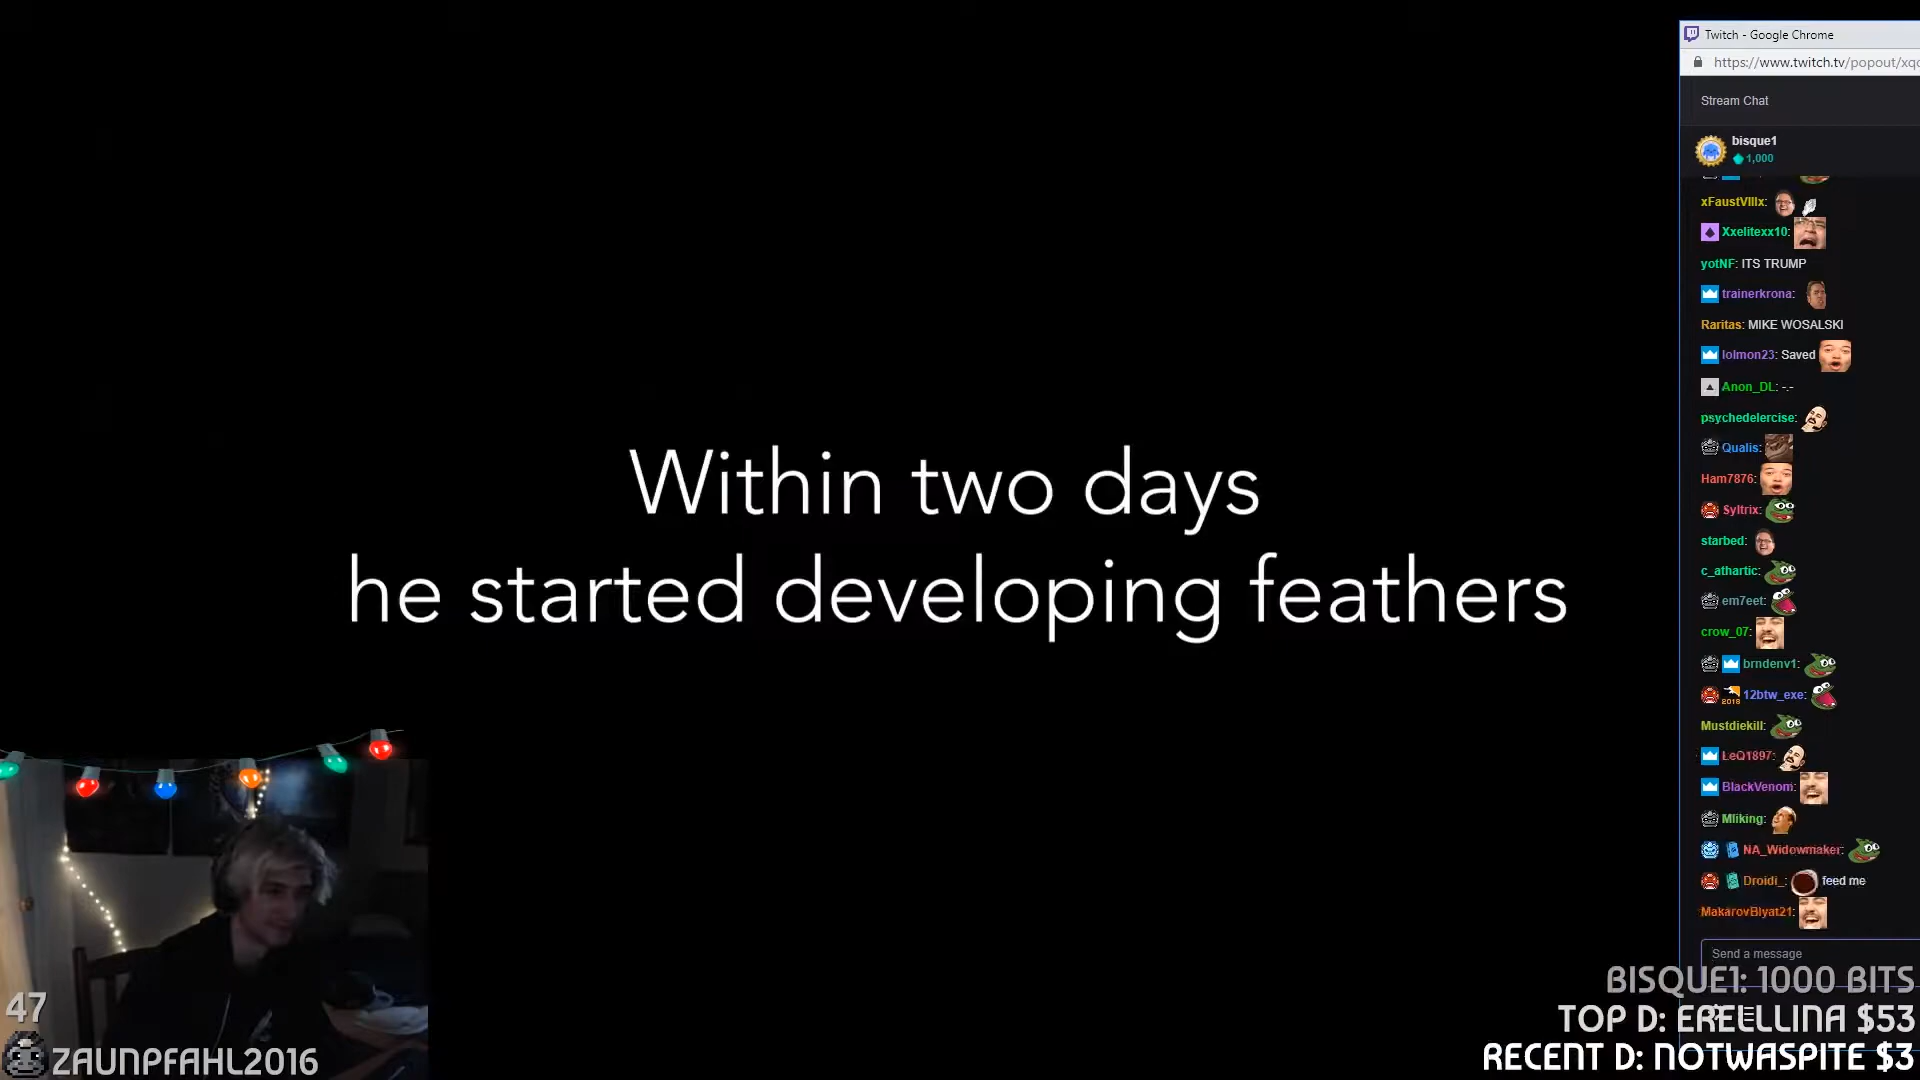 Within two days
he started developing feathers
Twitch - Google Chrome
https://www.twitch.tv/popout/xqc
Stream Chat
bisque1
1,000
xFaustVIIIx:
Xxelitexx10:
yotNF: ITS TRUMP
trainerkrona:
Raritas: MIKE WOSALSKI
lolmon23: Saved
Anon_DL: -.-
psychedelercise:
Qualis:
Ham7876:
Syltrix:
starbed:
c_athartic:
em7eet:
crow_07:
brndenv1:
12btw_exe:
Mustdiekill:
LeQ1897:
BlackVenom:
Mliking:
NA_Widowmaker:
Droidi_: feed me
MakarovBlyat21:
Send a message
BISQUE1: 1000 BITS
TOP D: ERELLINA $53
RECENT D: NOTWASPITE $3
47
ZAUNPFAHL2016